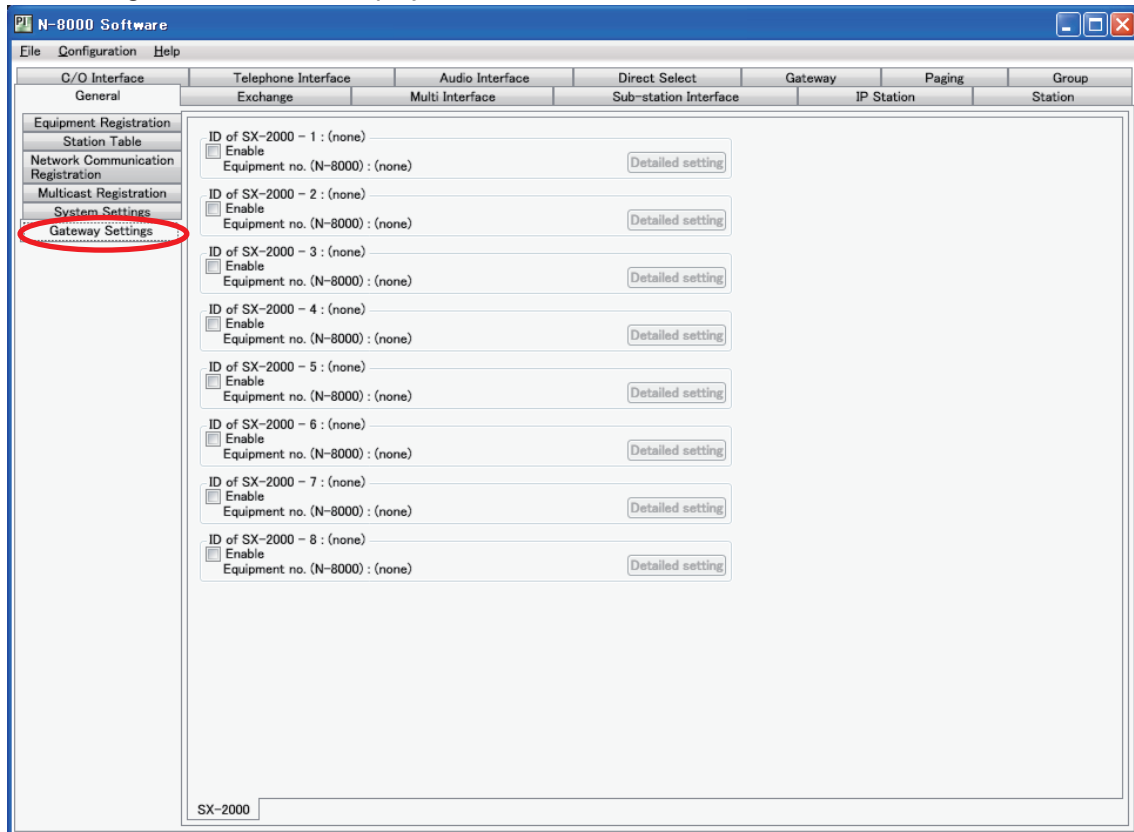 N-8000 Software
File Configuration Help
C/O Interface Telephone Interface Audio Interface Direct Select Gateway Paging Group
General Exchange Multi Interface Sub-station Interface IP Station Station
Equipment Registration
Station Table
Network Communication
Registration
Multicast Registration
System Settings
Gateway Settings
ID of SX-2000 - 1 : (none)
Enable
Equipment no. (N-8000) : (none) Detailed setting
ID of SX-2000 - 2 : (none)
Enable
Equipment no. (N-8000) : (none) Detailed setting
ID of SX-2000 - 3 : (none)
Enable
Equipment no. (N-8000) : (none) Detailed setting
ID of SX-2000 - 4 : (none)
Enable
Equipment no. (N-8000) : (none) Detailed setting
ID of SX-2000 - 5 : (none)
Enable
Equipment no. (N-8000) : (none) Detailed setting
ID of SX-2000 - 6 : (none)
Enable
Equipment no. (N-8000) : (none) Detailed setting
ID of SX-2000 - 7 : (none)
Enable
Equipment no. (N-8000) : (none) Detailed setting
ID of SX-2000 - 8 : (none)
Enable
Equipment no. (N-8000) : (none) Detailed setting
SX-2000